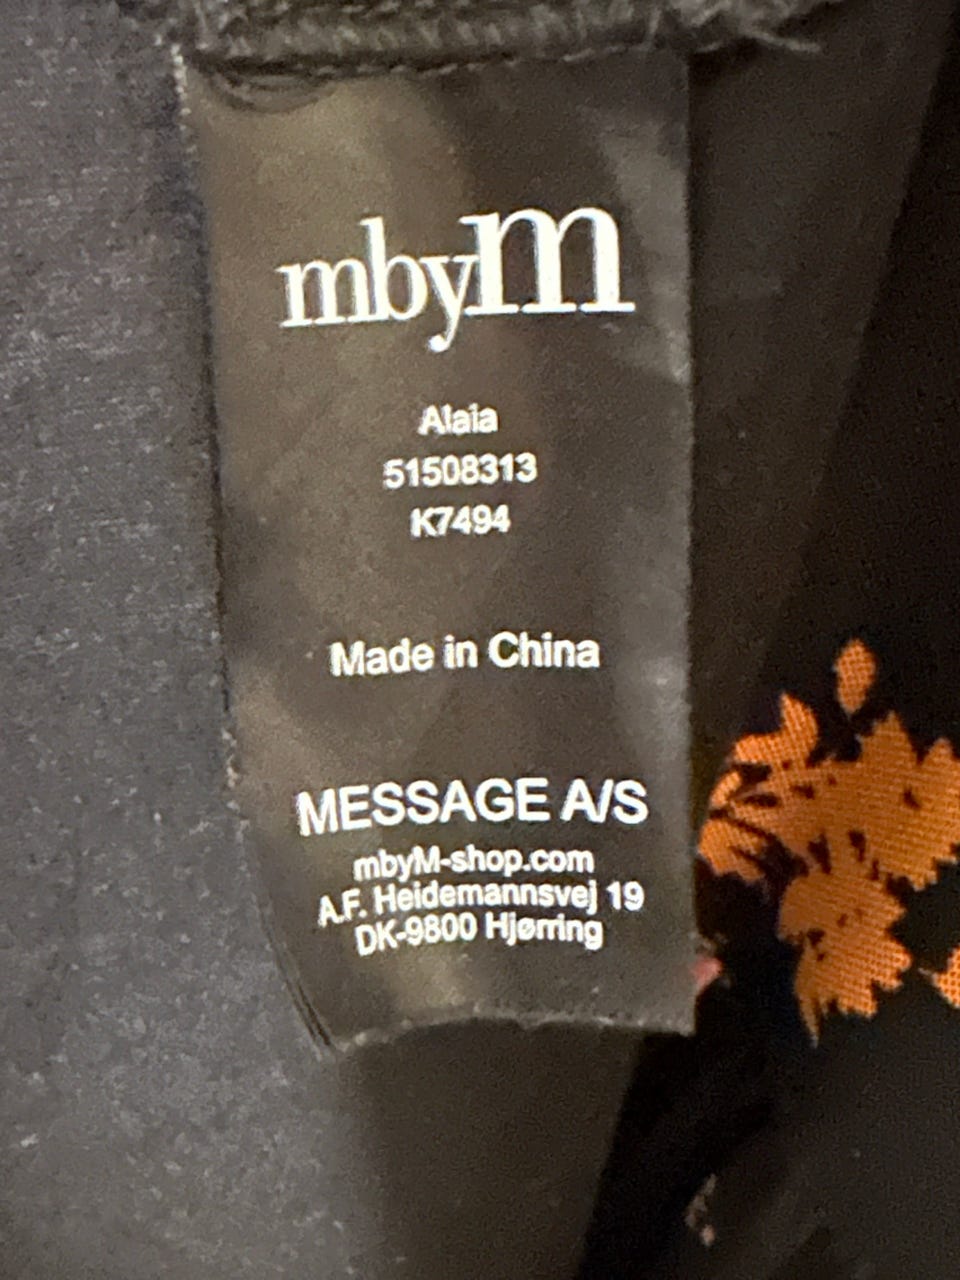 mbyM
Alaia
51508313
K7494
Made in China
MESSAGE A/S
mbyM-shop.com
A.F. Heidemannsvej 19
DK-9800 Hjørring